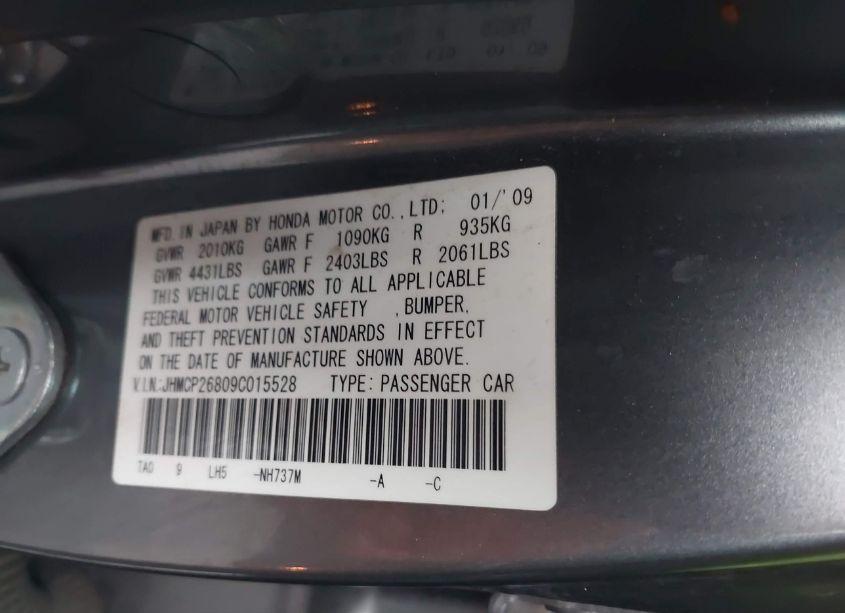 MFD. IN JAPAN BY HONDA MOTOR CO.,LTD; 01/'09
GVWR 2010KG GAWR F 1090KG R 935KG
GVWR 4431LBS GAWR F 2403LBS R 2061LBS
THIS VEHICLE CONFORMS TO ALL APPLICABLE
FEDERAL MOTOR VEHICLE SAFETY , BUMPER,
AND THEFT PREVENTION STANDARDS IN EFFECT
ON THE DATE OF MANUFACTURE SHOWN ABOVE.
V.I.N.:JHMCP26809C015528 TYPE: PASSENGER CAR
TA0 9 LH5 -NH737M -A -C